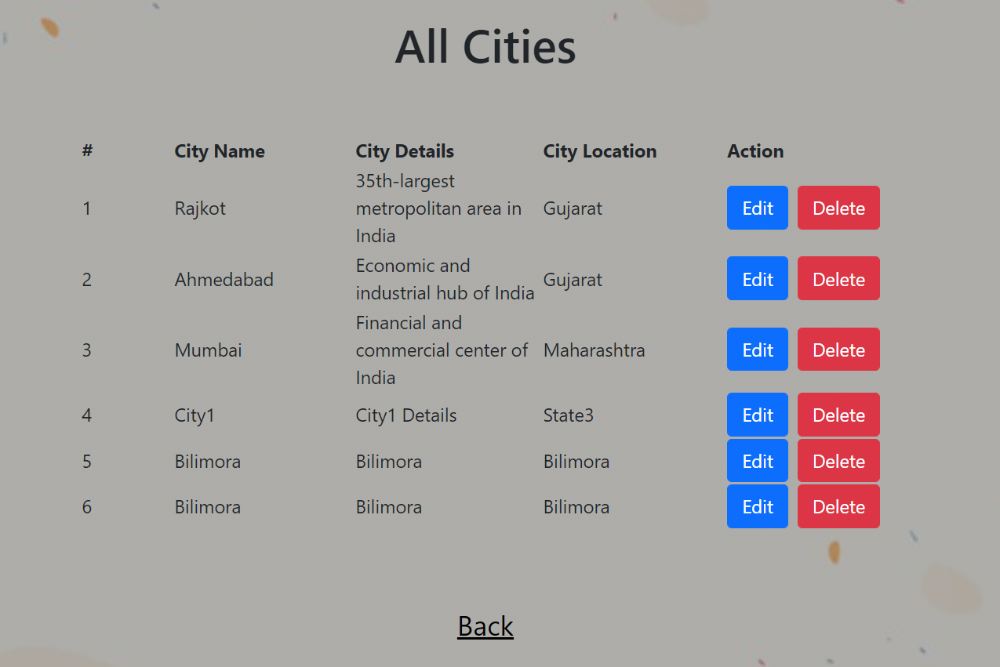 All Cities
# City Name City Details City Location Action
1 Rajkot 35th-largest metropolitan area in India Gujarat Edit Delete
2 Ahmedabad Economic and industrial hub of India Gujarat Edit Delete
3 Mumbai Financial and commercial center of India Maharashtra Edit Delete
4 City1 City1 Details State3 Edit Delete
5 Bilimora Bilimora Bilimora Edit Delete
6 Bilimora Bilimora Bilimora Edit Delete
Back